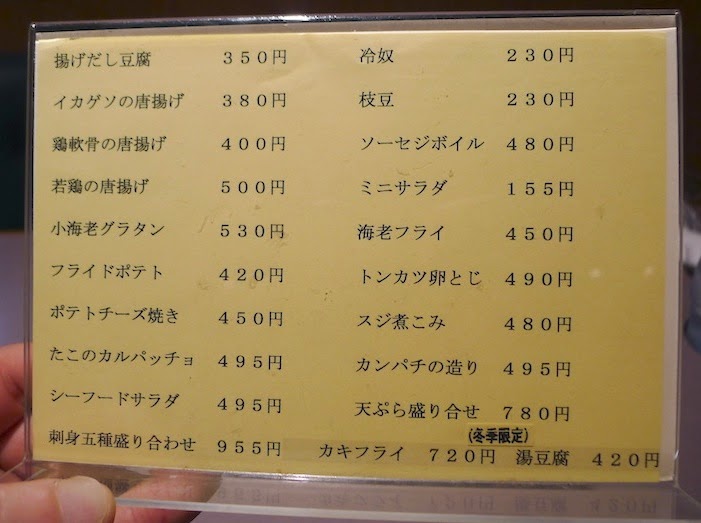 揚げだし豆腐 350円
イカゲソの唐揚げ 380円
鶏軟骨の唐揚げ 400円
若鶏の唐揚げ 500円
小海老グラタン 530円
フライドポテト 420円
ポテトチーズ焼き 450円
たこのカルパッチョ 495円
シーフードサラダ 495円
刺身五種盛り合わせ 955円
冷奴 230円
枝豆 230円
ソーセジボイル 480円
ミニサラダ 155円
海老フライ 450円
トンカツ卵とじ 490円
スジ煮こみ 480円
カンパチの造り 495円
天ぷら盛り合せ 780円
(冬季限定)
カキフライ 720円 湯豆腐 420円